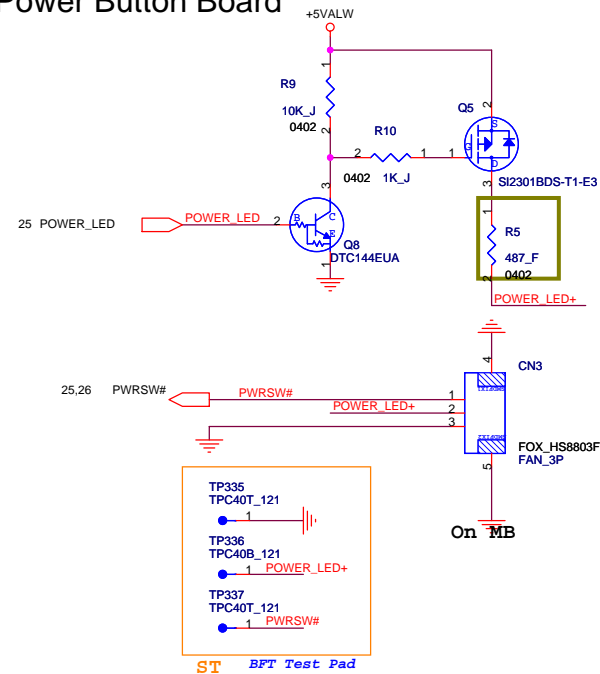 Power Button Board
+5VALW
1
R9
10K_J
0402
2
R10
2
1
0402
1K_J
Q5
2
S
1
G
D
3
SI2301BDS-T1-E3
25 POWER_LED
POWER_LED
2
B
3
C
E
1
Q8
DTC144EUA
1
R5
487_F
0402
2
POWER_LED+
4
CN3
25,26 PWRSW#
PWRSW#
1
POWER_LED+
2
3
FOX_HS8803F
FAN_3P
5
On MB
TP335
TPC40T_121
1
TP336
TPC40B_121
1
POWER_LED+
TP337
TPC40T_121
1
PWRSW#
ST
BFT Test Pad